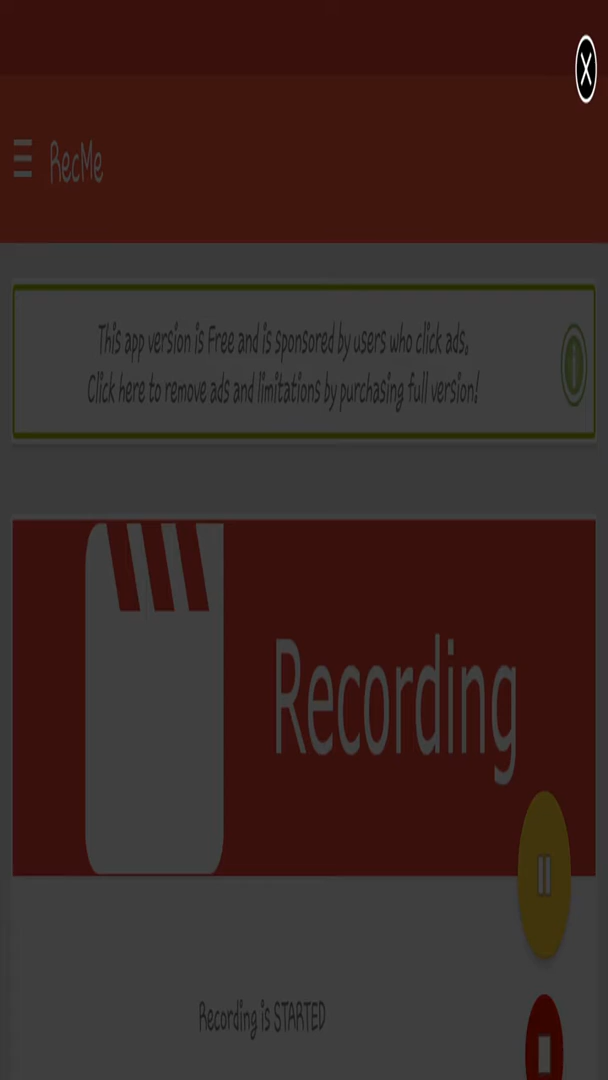 RecMe
This app version is Free and is sponsored by users who click ads.
Click here to remove ads and limitations by purchasing full version!
Recording
Recording is STARTED